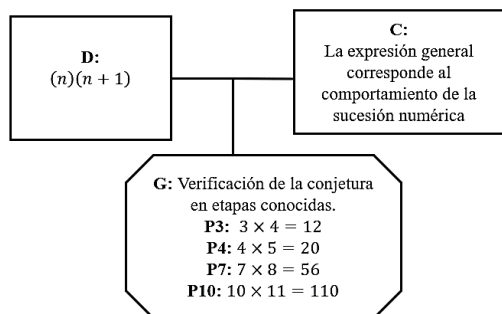 D:
(n)(n + 1)
C:
La expresión general
corresponde al
comportamiento de la
sucesión numérica
G: Verificación de la conjetura
en etapas conocidas.
P3: 3 × 4 = 12
P4: 4 × 5 = 20
P7: 7 × 8 = 56
P10: 10 × 11 = 110